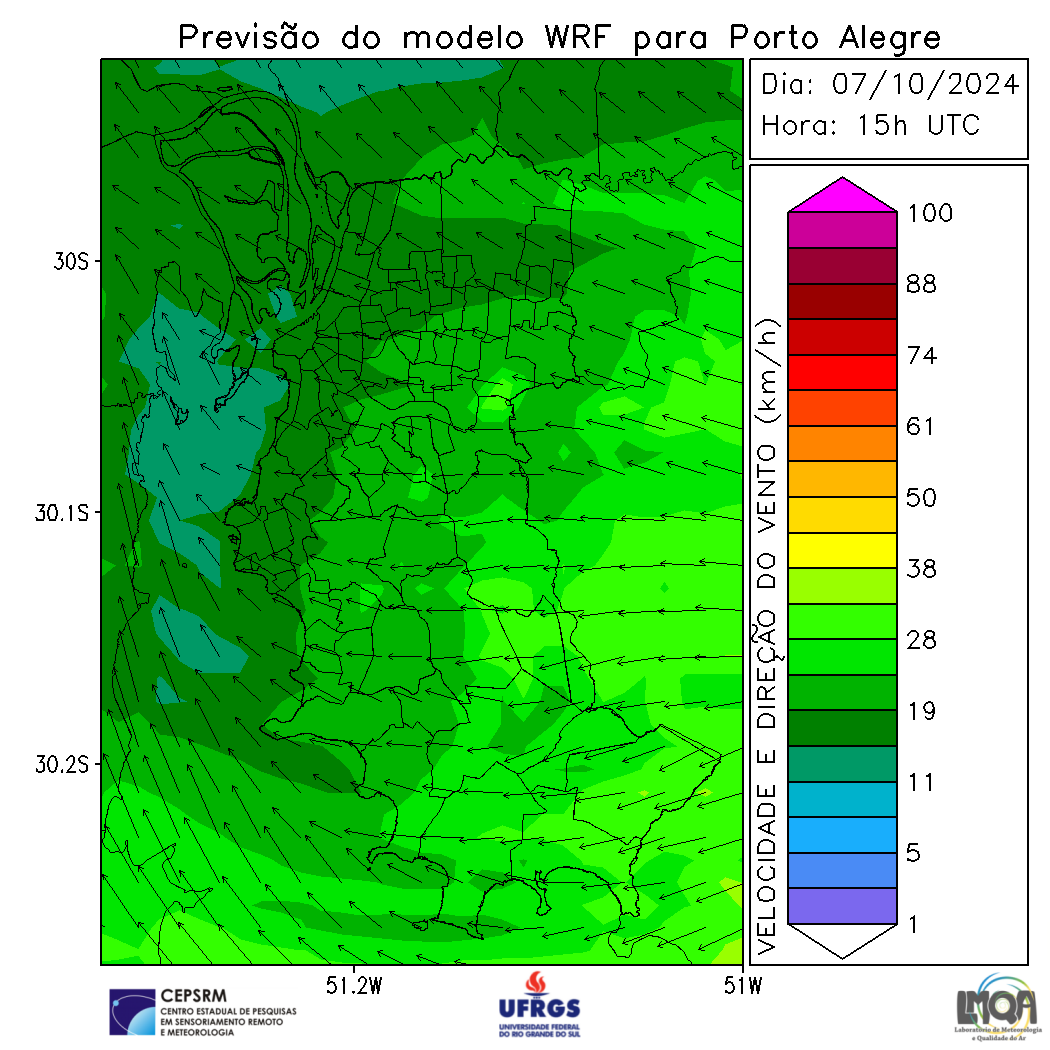 Previsão do modelo WRF para Porto Alegre
Dia: 07/10/2024
Hora: 15h UTC
30S
30.1S
30.2S
51.2W
51W
VELOCIDADE E DIREÇÃO DO VENTO (km/h)
100
88
74
61
50
38
28
19
11
5
1
CEPSRM
CENTRO ESTADUAL DE PESQUISAS
EM SENSORIAMENTO REMOTO
E METEOROLOGIA
UFRGS
UNIVERSIDADE FEDERAL
DO RIO GRANDE DO SUL
LMQA
Laboratório de Meteorologia
e Qualidade do Ar